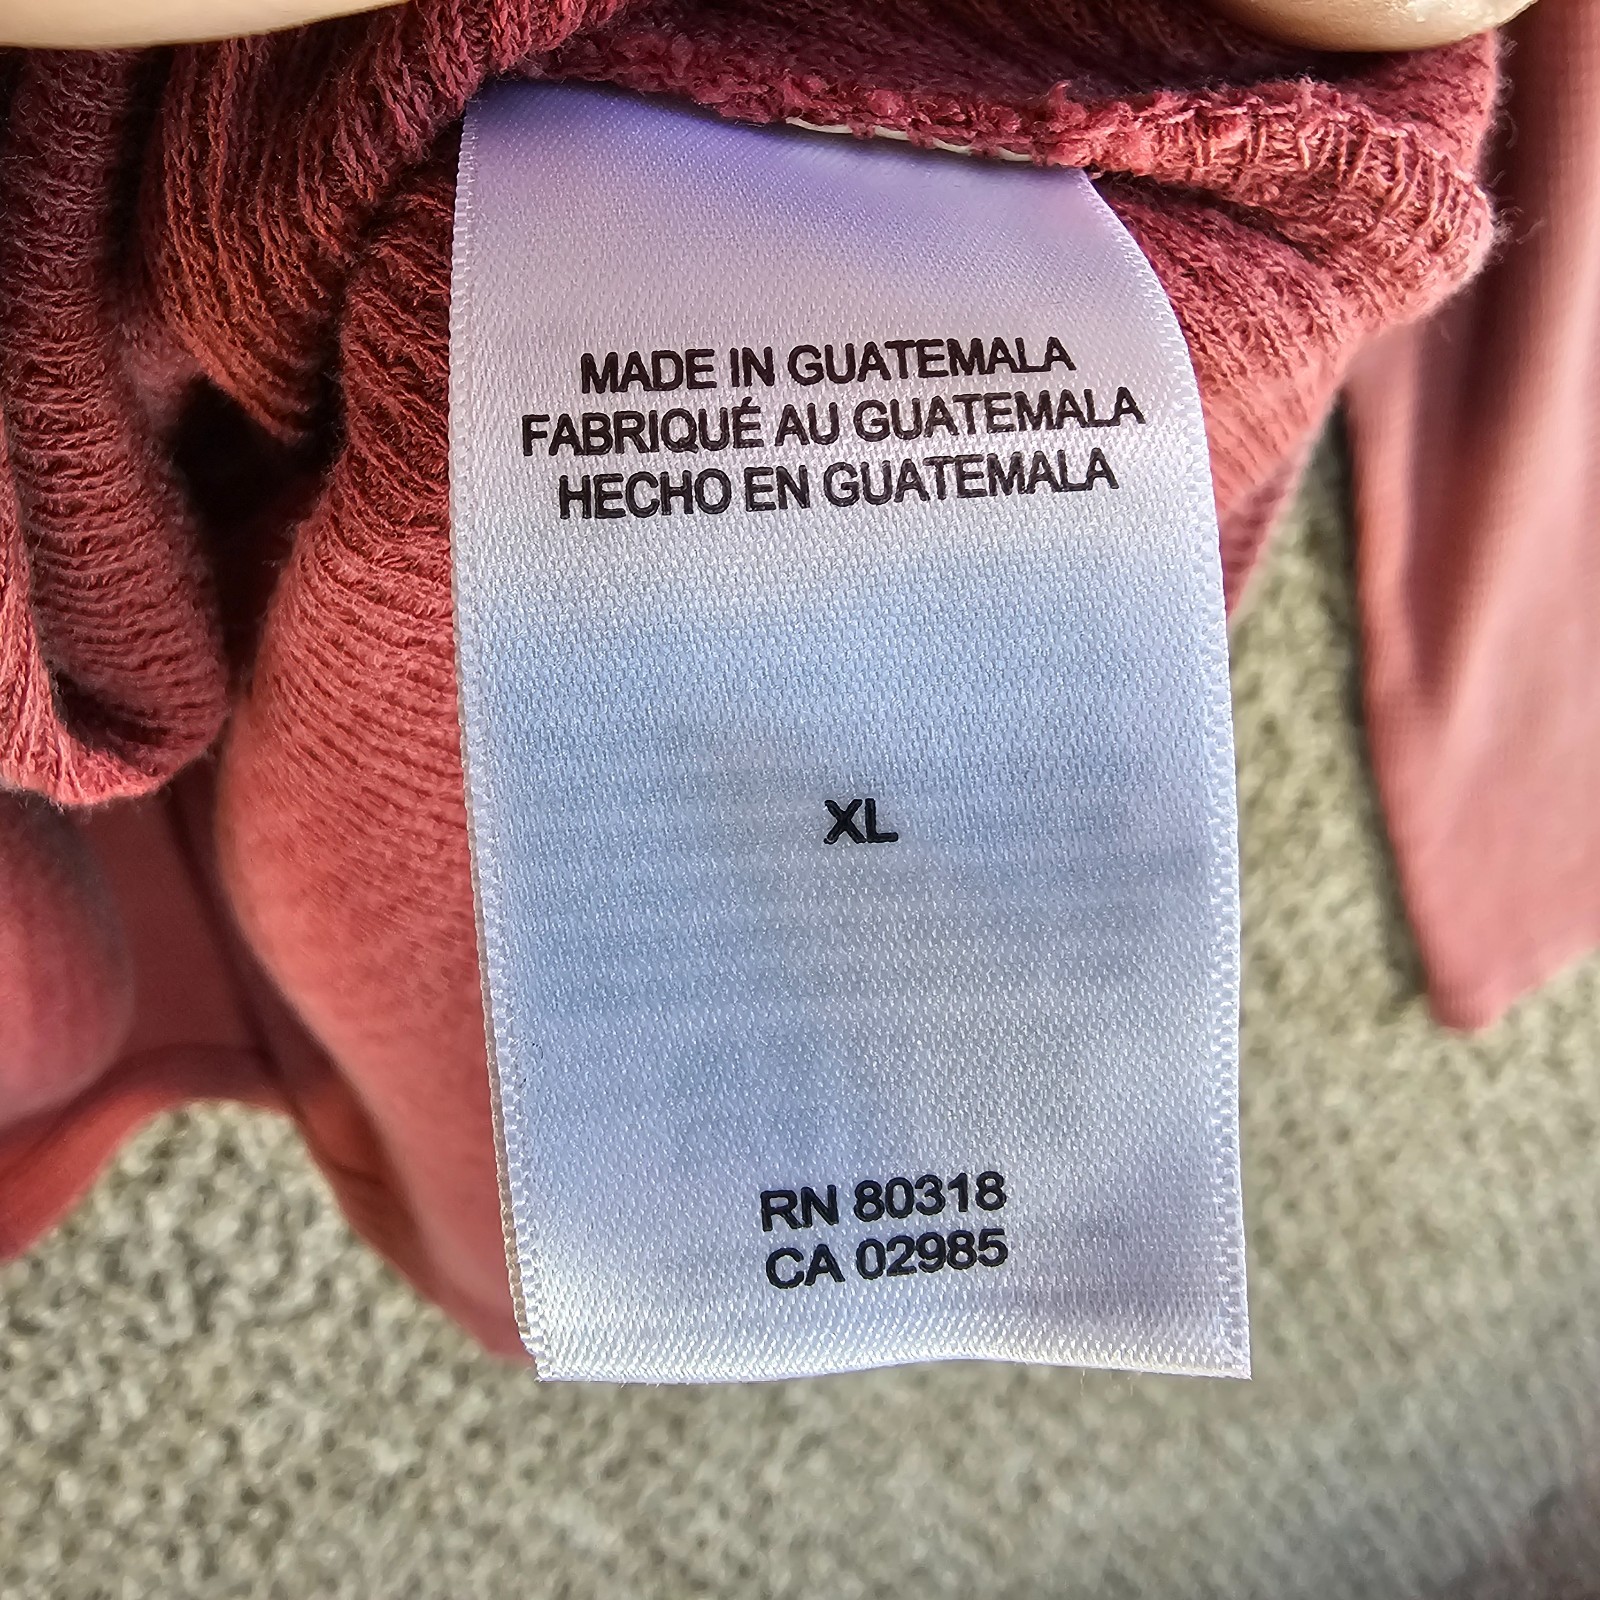 MADE IN GUATEMALA
FABRIQUÉ AU GUATEMALA
HECHO EN GUATEMALA
XL
RN 80318
CA 02985